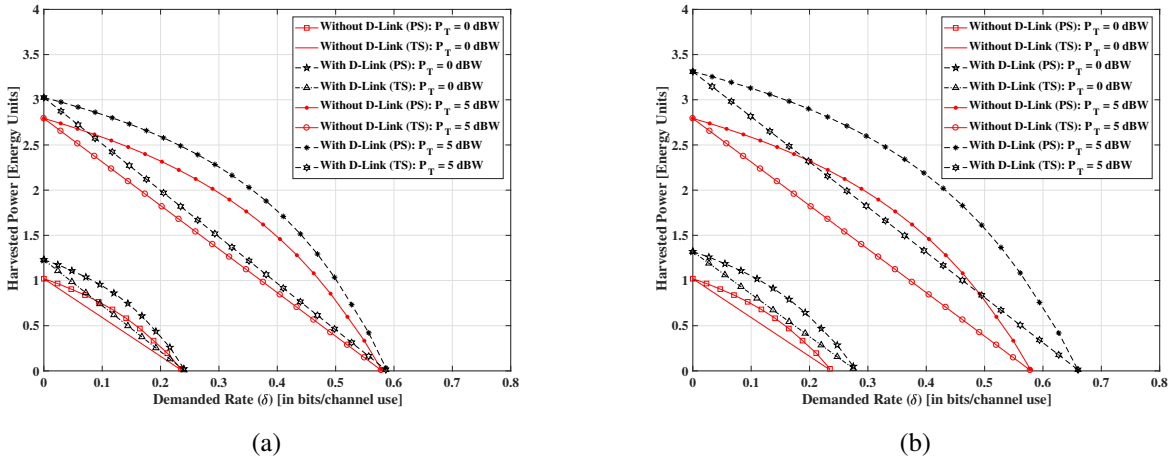 Harvested Power [Energy Units]
4
3.5
3
2.5
2
1.5
1
0.5
0
0
0.1
0.2
0.3
0.4
0.5
0.6
0.7
0.8
Demanded Rate (δ) [in bits/channel use]
Without D-Link (PS): P_T = 0 dBW
Without D-Link (TS): P_T = 0 dBW
With D-Link (PS): P_T = 0 dBW
With D-Link (TS): P_T = 0 dBW
Without D-Link (PS): P_T = 5 dBW
Without D-Link (TS): P_T = 5 dBW
With D-Link (PS): P_T = 5 dBW
With D-Link (TS): P_T = 5 dBW
(a)
Harvested Power [Energy Units]
4
3.5
3
2.5
2
1.5
1
0.5
0
0
0.1
0.2
0.3
0.4
0.5
0.6
0.7
0.8
Demanded Rate (δ) [in bits/channel use]
Without D-Link (PS): P_T = 0 dBW
Without D-Link (TS): P_T = 0 dBW
With D-Link (PS): P_T = 0 dBW
With D-Link (TS): P_T = 0 dBW
Without D-Link (PS): P_T = 5 dBW
Without D-Link (TS): P_T = 5 dBW
With D-Link (PS): P_T = 5 dBW
With D-Link (TS): P_T = 5 dBW
(b)